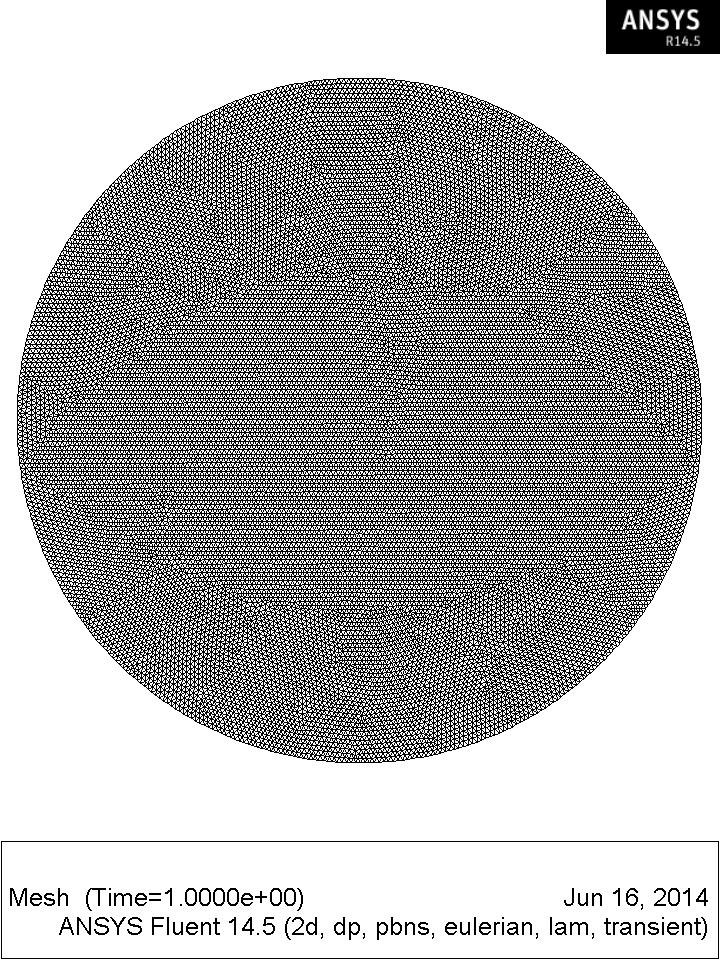 ANSYS
R14.5
Mesh (Time=1.0000e+00) Jun 16, 2014
ANSYS Fluent 14.5 (2d, dp, pbns, eulerian, lam, transient)